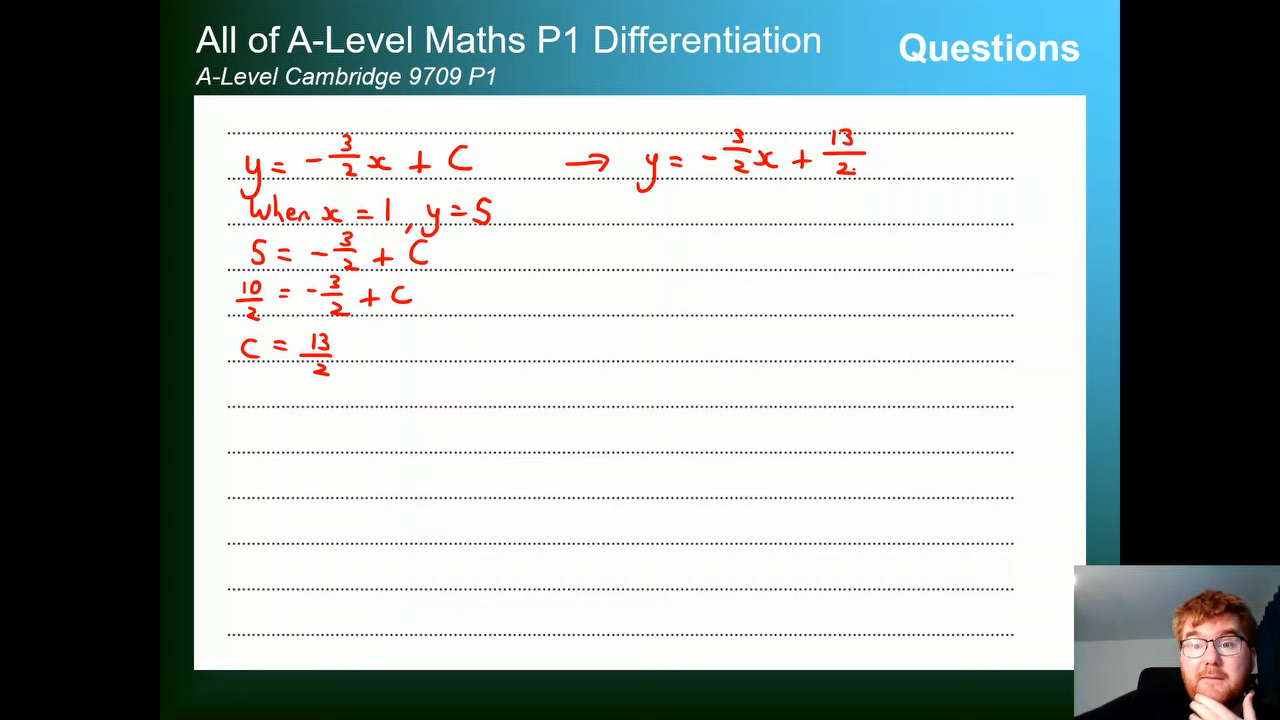 All of A-Level Maths P1 Differentiation
Questions
A-Level Cambridge 9709 P1
y = -3/2 x + C → y = -3/2 x + 13/2
When x = 1, y = 5
5 = -3/2 + C
10/2 = -3/2 + C
C = 13/2